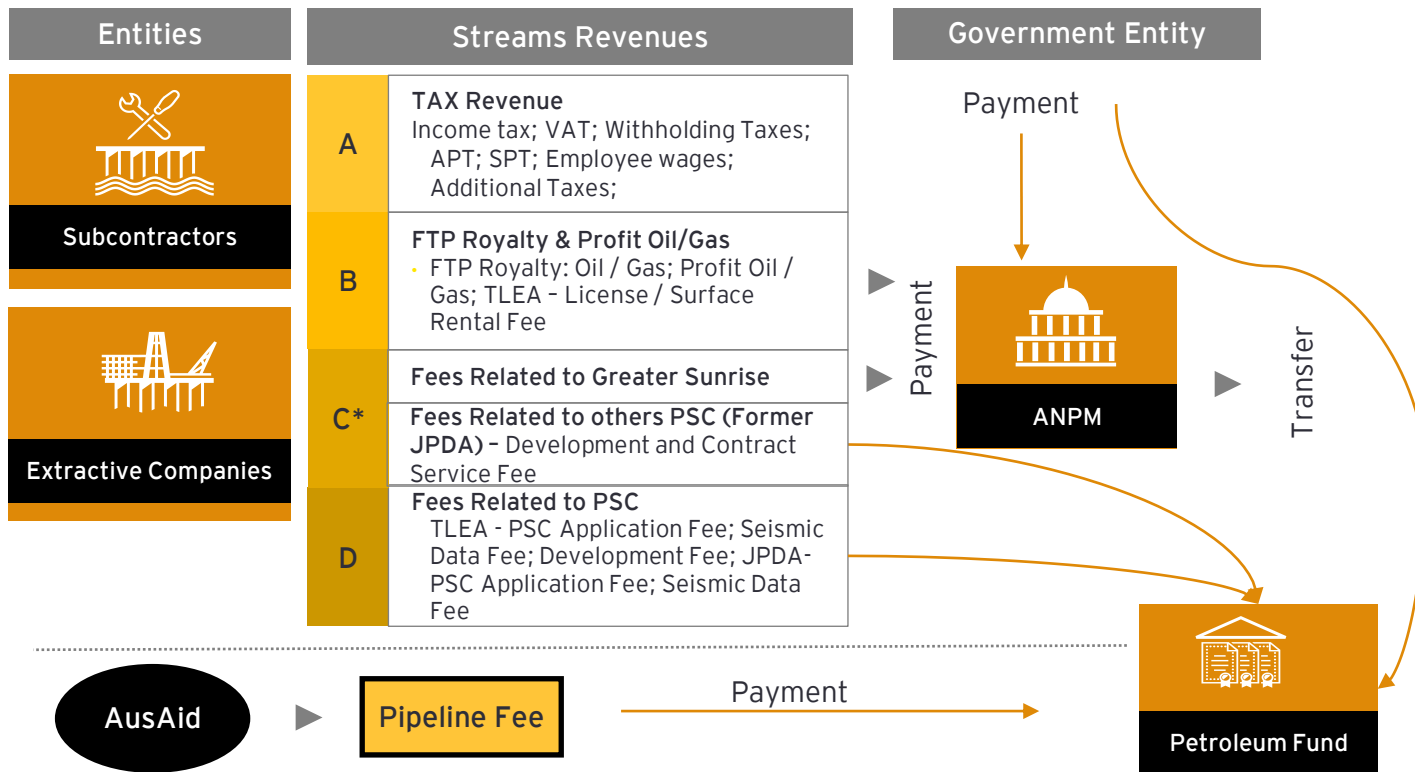 Entities
Streams Revenues
Government Entity
Subcontractors
Extractive Companies
A
TAX Revenue
Income tax; VAT; Withholding Taxes;
APT; SPT; Employee wages;
Additional Taxes;
B
FTP Royalty & Profit Oil/Gas
• FTP Royalty: Oil / Gas; Profit Oil /
Gas; TLEA – License / Surface
Rental Fee
C*
Fees Related to Greater Sunrise
Fees Related to others PSC (Former
JPDA) – Development and Contract
Service Fee
D
Fees Related to PSC
TLEA - PSC Application Fee; Seismic
Data Fee; Development Fee; JPDA-
PSC Application Fee; Seismic Data
Fee
Payment
Payment
ANPM
Transfer
AusAid
Pipeline Fee
Payment
Petroleum Fund